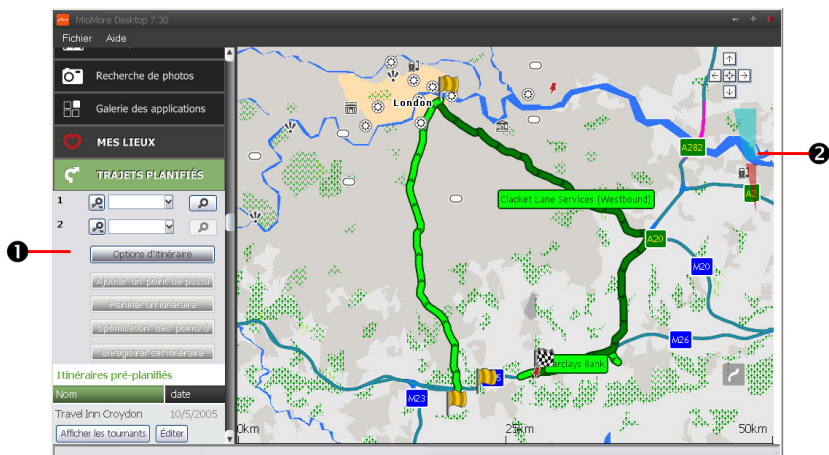 MioMore Desktop 7.30
Fichier Aide
Recherche de photos
Galerie des applications
MES LIEUX
TRAJETS PLANIFIÉS
1
2
Options d'itinéraire
Ajouter un point de passa
Planifier un itinéraire
Optimisation des points d
Enregistrer cet itinéraire
Itinéraires pré-planifiés
Nom date
Travel Inn Croydon 10/5/2005
Afficher les tournants Éditer
London
A282
A2
Clacket Lane Services (Westbound)
A20
M20
M26
Barclays Bank
5
M23
0km 25km 50km
1
2